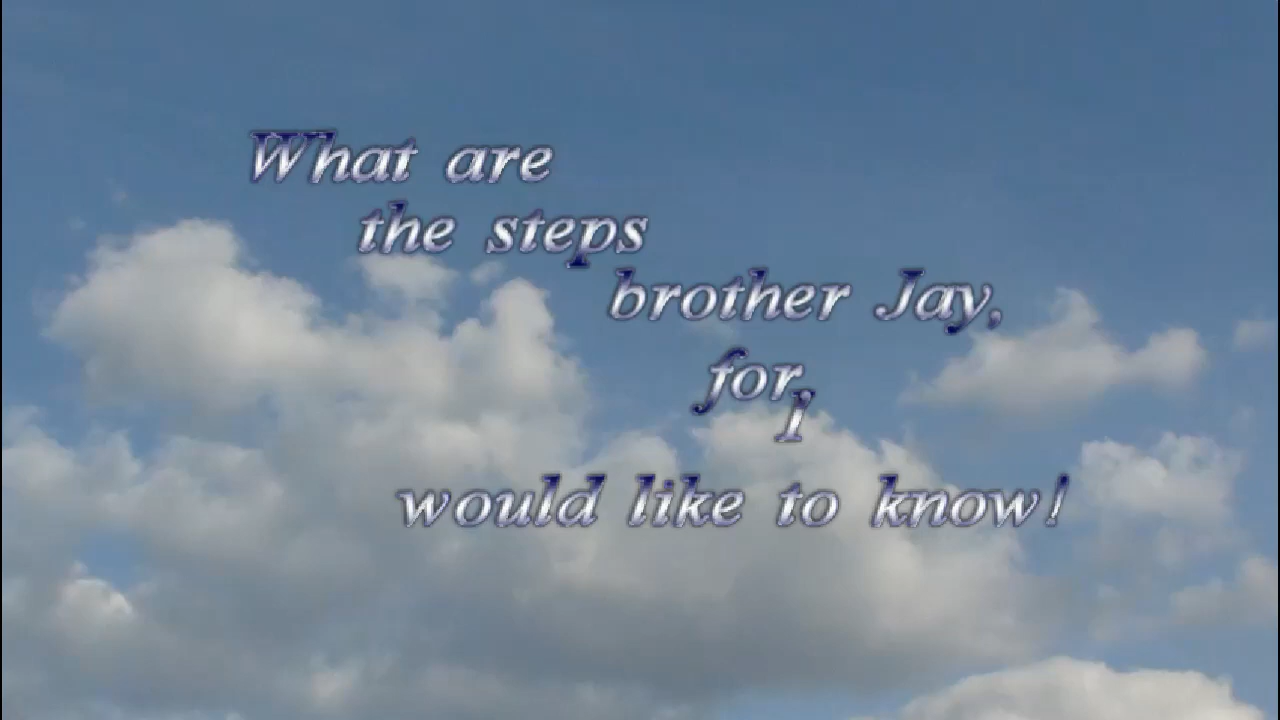 What are
the steps
brother Jay,
for,
I
would like to know!